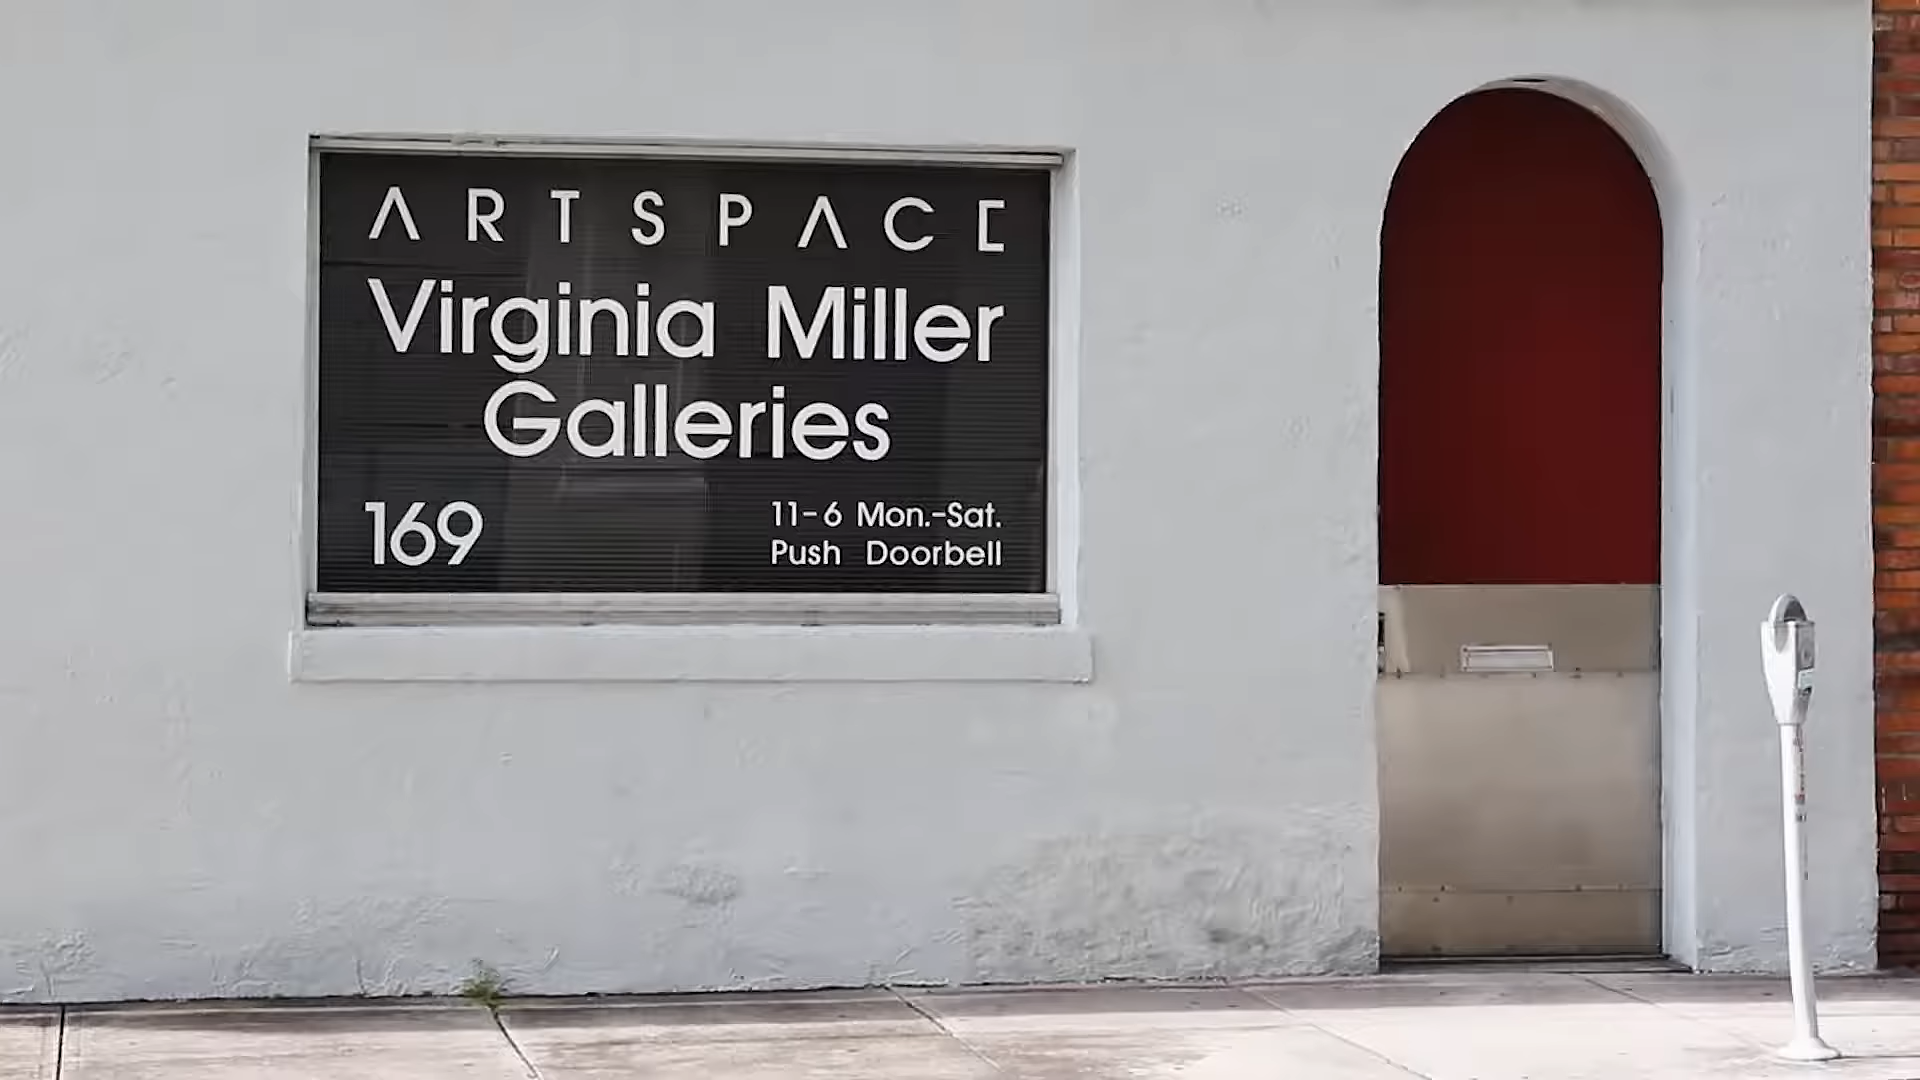 ARTSPACE
Virginia Miller
Galleries
169
11-6 Mon.-Sat.
Push Doorbell